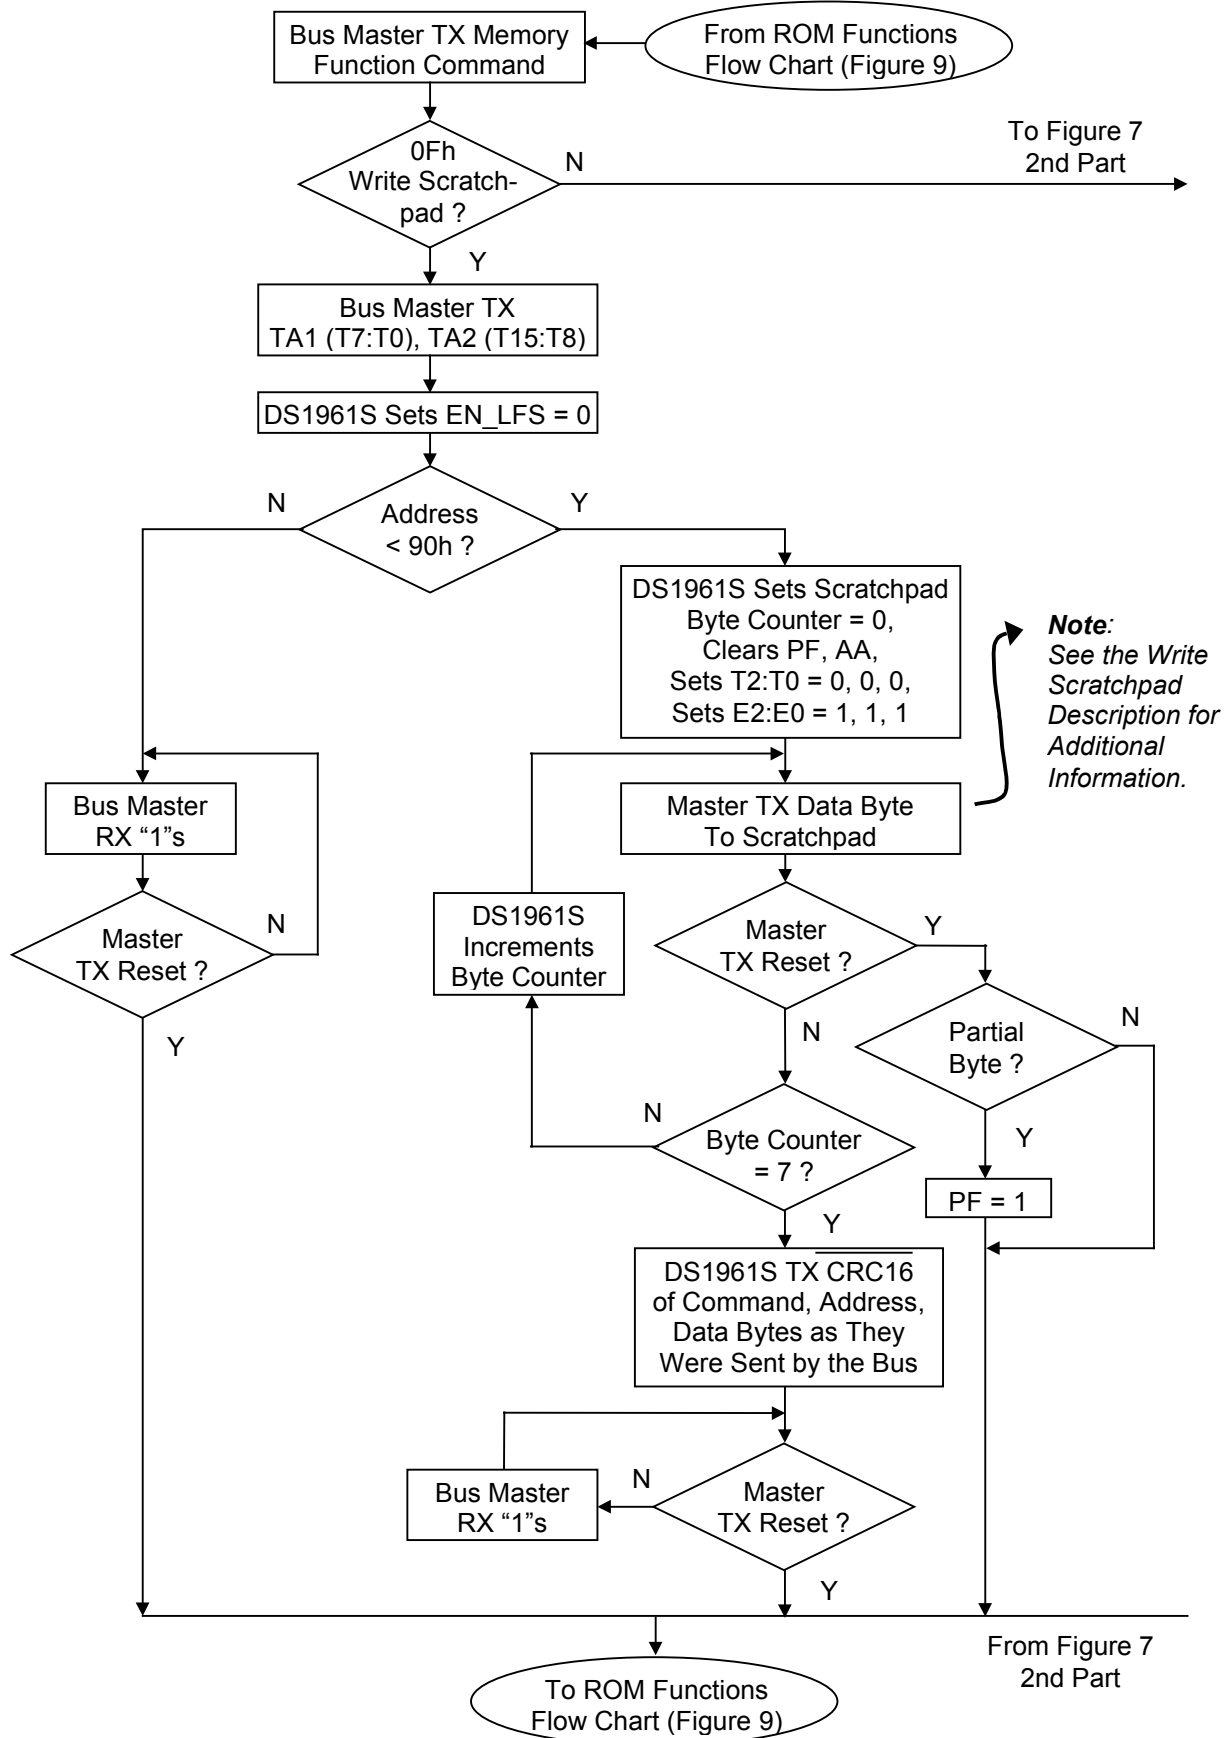 Bus Master TX Memory
Function Command
From ROM Functions
Flow Chart (Figure 9)
To Figure 7
2nd Part
0Fh
Write Scratch-
pad ?
N
Y
Bus Master TX
TA1 (T7:T0), TA2 (T15:T8)
DS1961S Sets EN_LFS = 0
N
Address
< 90h ?
Y
DS1961S Sets Scratchpad
Byte Counter = 0,
Clears PF, AA,
Sets T2:T0 = 0, 0, 0,
Sets E2:E0 = 1, 1, 1
Note:
See the Write
Scratchpad
Description for
Additional
Information.
Bus Master
RX “1”s
Master TX Data Byte
To Scratchpad
Master
TX Reset ?
N
Y
DS1961S
Increments
Byte Counter
Master
TX Reset ?
Y
N
Partial
Byte ?
N
Y
PF = 1
N
Byte Counter
= 7 ?
Y
DS1961S TX CRC16
of Command, Address,
Data Bytes as They
Were Sent by the Bus
Bus Master
RX “1”s
N
Master
TX Reset ?
Y
From Figure 7
2nd Part
To ROM Functions
Flow Chart (Figure 9)